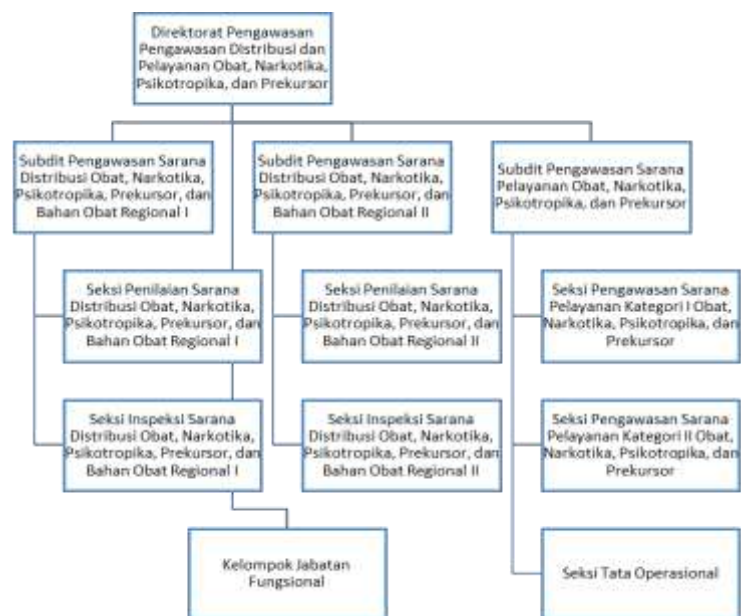 Direktorat Pengawasan
Pengawasan Distribusi dan
Pelayanan Obat, Narkotika,
Psikotropika, dan Prekursor
Subdit Pengawasan Sarana
Distribusi Obat, Narkotika,
Psikotropika, Prekursor, dan
Bahan Obat Regional I
Subdit Pengawasan Sarana
Distribusi Obat, Narkotika,
Psikotropika, Prekursor, dan
Bahan Obat Regional II
Subdit Pengawasan Sarana
Pelayanan Obat, Narkotika,
Psikotropika, dan Prekursor
Seksi Penilaian Sarana
Distribusi Obat, Narkotika,
Psikotropika, Prekursor, dan
Bahan Obat Regional I
Seksi Penilaian Sarana
Distribusi Obat, Narkotika,
Psikotropika, Prekursor, dan
Bahan Obat Regional II
Seksi Pengawasan Sarana
Pelayanan Kategori I Obat,
Narkotika, Psikotropika, dan
Prekursor
Seksi Inspeksi Sarana
Distribusi Obat, Narkotika,
Psikotropika, Prekursor, dan
Bahan Obat Regional I
Seksi Inspeksi Sarana
Distribusi Obat, Narkotika,
Psikotropika, Prekursor, dan
Bahan Obat Regional II
Seksi Pengawasan Sarana
Pelayanan Kategori II Obat,
Narkotika, Psikotropika, dan
Prekursor
Kelompok Jabatan
Fungsional
Seksi Tata Operasional